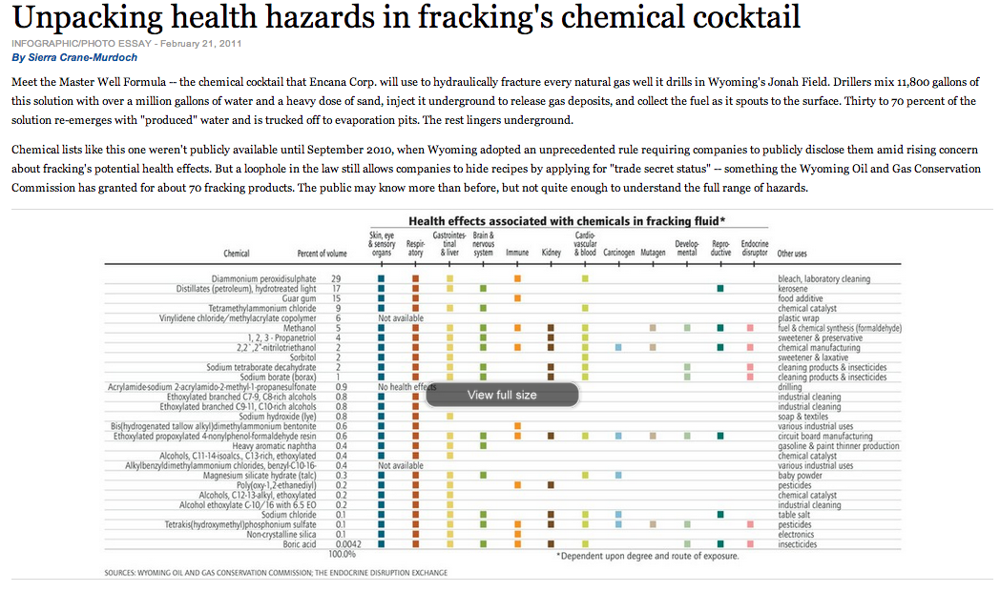 Unpacking health hazards in fracking's chemical cocktail
INFOGRAPHIC/PHOTO ESSAY - February 21, 2011
By Sierra Crane-Murdoch
Meet the Master Well Formula -- the chemical cocktail that Encana Corp. will use to hydraulically fracture every natural gas well it drills in Wyoming's Jonah Field. Drillers mix 11,800 gallons of
this solution with over a million gallons of water and a heavy dose of sand, inject it underground to release gas deposits, and collect the fuel as it spouts to the surface. Thirty to 70 percent of the
solution re-emerges with "produced" water and is trucked off to evaporation pits. The rest lingers underground.
Chemical lists like this one weren't publicly available until September 2010, when Wyoming adopted an unprecedented rule requiring companies to publicly disclose them amid rising concern
about fracking's potential health effects. But a loophole in the law still allows companies to hide recipes by applying for "trade secret status" -- something the Wyoming Oil and Gas Conservation
Commission has granted for about 70 fracking products. The public may know more than before, but not quite enough to understand the full range of hazards.
Health effects associated with chemicals in fracking fluid*
Chemical Percent of volume Skin, eye & sensory organs Respir- atory Gastrointes- tinal & liver Brain & nervous system Immune Kidney Cardio- vascular & blood Carcinogen Mutagen Develop- mental Repro- ductive Endocrine disruptor Other uses
Diammonium peroxidisulphate 29 bleach, laboratory cleaning
Distillates (petroleum), hydrotreated light 17 kerosene
Guar gum 15 food additive
Tetramethylammonium chloride 9 chemical catalyst
Vinylidene chloride/methylacrylate copolymer 6 Not available plastic wrap
Methanol 5 fuel & chemical synthesis (formaldehyde)
1, 2, 3 - Propanetriol 4 sweetener & preservative
2,2',2"-nitrilotriethanol 2 chemical manufacturing
Sorbitol 2 sweetener & laxative
Sodium tetraborate decahydrate 2 cleaning products & insecticides
Sodium borate (borax) 1 cleaning products & insecticides
Acrylamide-sodium 2-acrylamido-2-methyl-1-propanesulfonate 0.9 No health effects drilling
Ethoxylated branched C7-9, C8-rich alcohols 0.8 industrial cleaning
View full size
Ethoxylated branched C9-11, C10-rich alcohols 0.8 industrial cleaning
Sodium hydroxide (lye) 0.8 soap & textiles
Bis(hydrogenated tallow alkyl)dimethylammonium bentonite 0.6 various industrial uses
Ethoxylated propoxylated 4-nonylphenol-formaldehyde resin 0.6 circuit board manufacturing
Heavy aromatic naphtha 0.4 gasoline & paint thinner production
Alcohols, C11-14-isoalcs., C13-rich, ethoxylated 0.4 chemical catalyst
Alkylbenzyldimethylammonium chlorides, benzyl-C10-16- 0.4 Not available various industrial uses
Magnesium silicate hydrate (talc) 0.3 baby powder
Poly(oxy-1,2-ethanediyl) 0.2 pesticides
Alcohols, C12-13-alkyl, ethoxylated 0.2 chemical catalyst
Alcohol ethoxylate C-10/16 with 6.5 EO 0.2 industrial cleaning
Sodium chloride 0.1 table salt
Tetrakis(hydroxymethyl)phosphonium sulfate 0.1 pesticides
Non-crystalline silica 0.1 electronics
Boric acid 0.0042 insecticides
100.0% *Dependent upon degree and route of exposure.
SOURCES: WYOMING OIL AND GAS CONSERVATION COMMISSION; THE ENDOCRINE DISRUPTION EXCHANGE